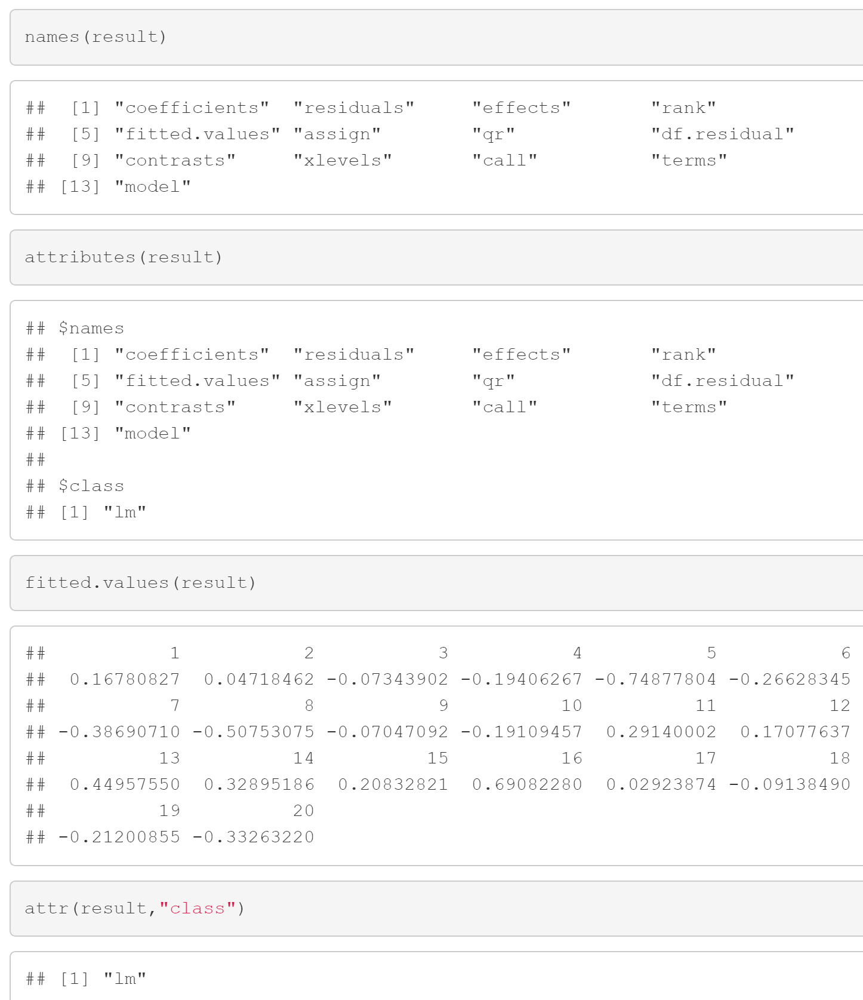 names(result)
##  [1] "coefficients"  "residuals"     "effects"       "rank"
##  [5] "fitted.values" "assign"        "qr"            "df.residual"
##  [9] "contrasts"     "xlevels"       "call"          "terms"
## [13] "model"
attributes(result)
## $names
##  [1] "coefficients"  "residuals"     "effects"       "rank"
##  [5] "fitted.values" "assign"        "qr"            "df.residual"
##  [9] "contrasts"     "xlevels"       "call"          "terms"
## [13] "model"
##
## $class
## [1] "lm"
fitted.values(result)
##           1           2           3           4           5           6
##  0.16780827  0.04718462 -0.07343902 -0.19406267 -0.74877804 -0.26628345
##           7           8           9          10          11          12
## -0.38690710 -0.50753075 -0.07047092 -0.19109457  0.29140002  0.17077637
##          13          14          15          16          17          18
##  0.44957550  0.32895186  0.20832821  0.69082280  0.02923874 -0.09138490
##          19          20
## -0.21200855 -0.33263220
attr(result,"class")
## [1] "lm"